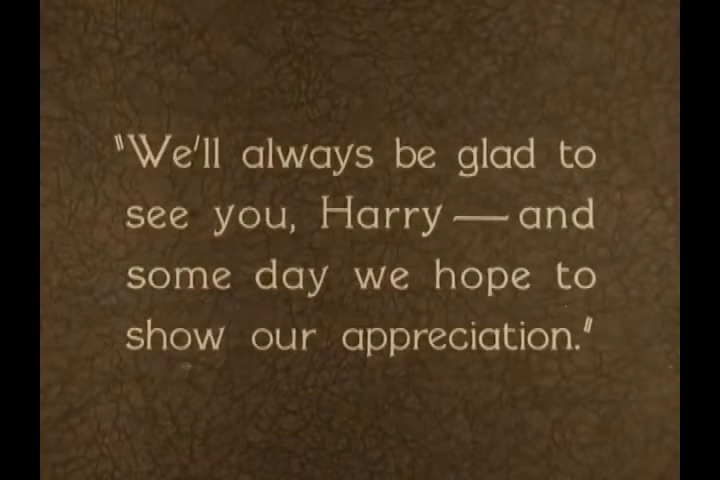 "We'll always be glad to
see you, Harry — and
some day we hope to
show our appreciation."